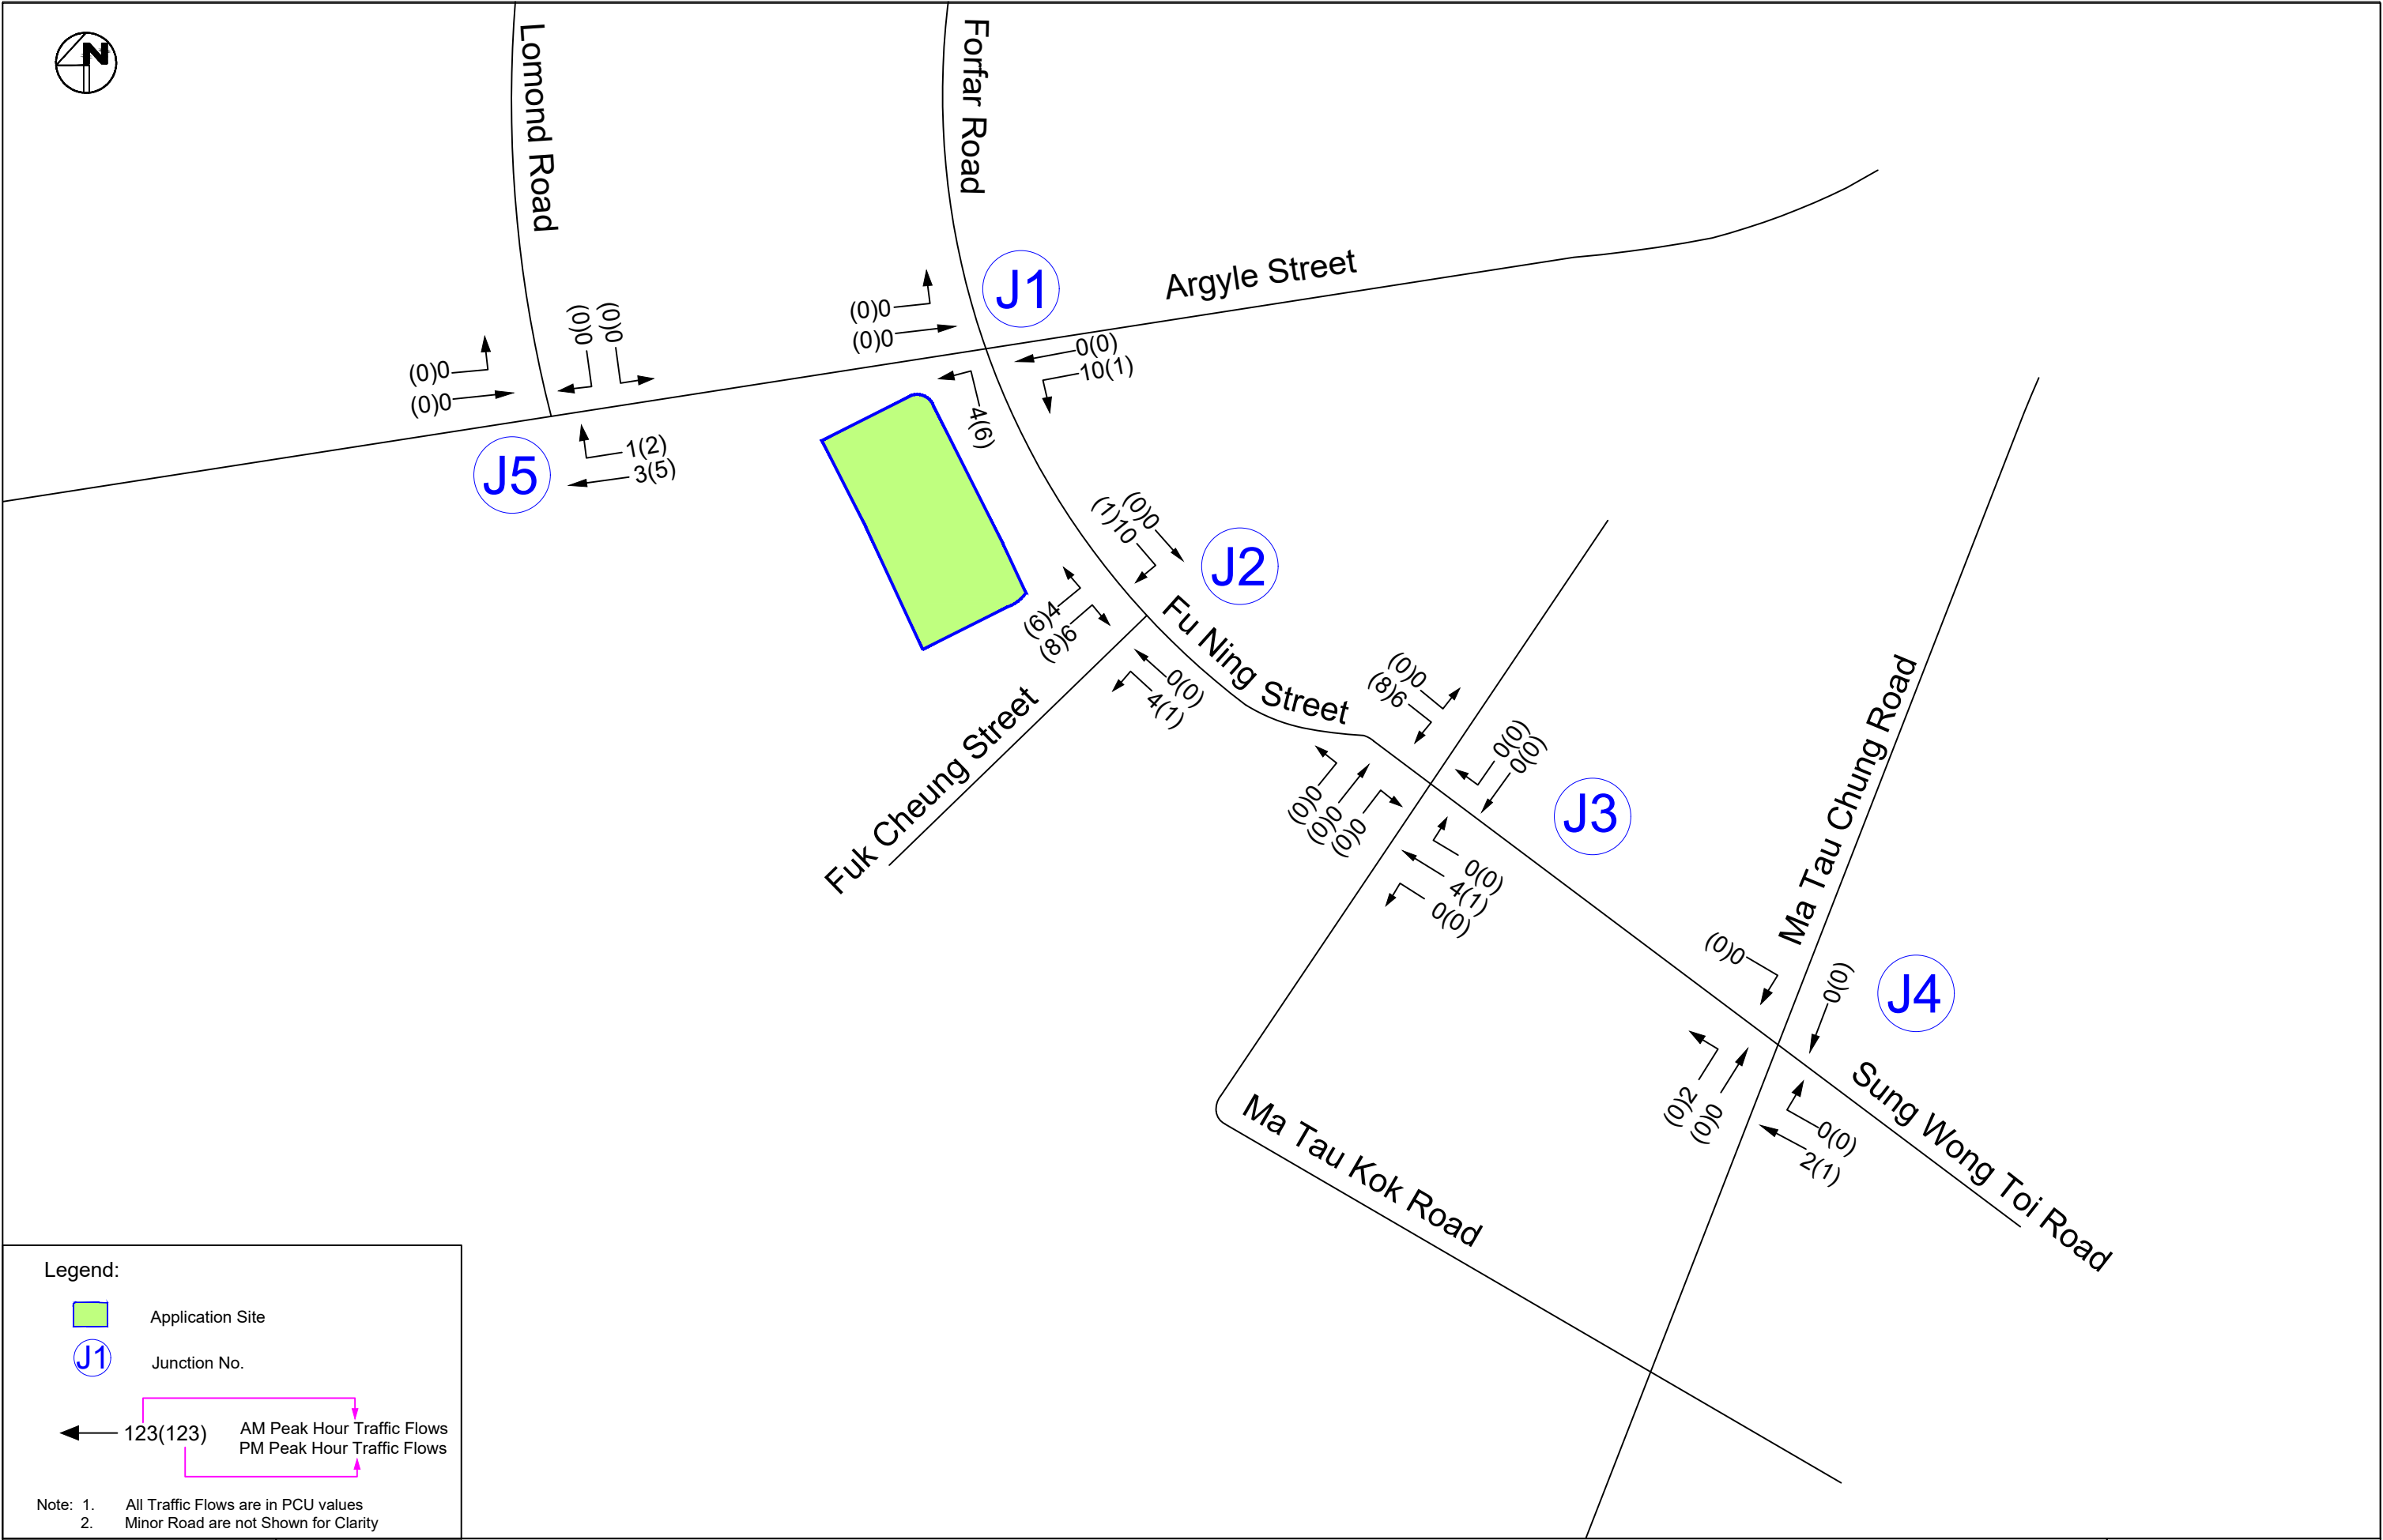 N
Lomond Road
Forfar Road
J1
Argyle Street
(0)0
(0)0
0(0)
10(1)
4(6)
(0)0
(0)0
(0)0
(0)0
1(2)
3(5)
J5
(0)0
(1)10
J2
(6)4
(8)6
0(0)
4(1)
Fu Ning Street
Fuk Cheung Street
(0)0
(8)6
0(0)
0(0)
J3
(0)0
(0)0
(0)0
0(0)
4(1)
0(0)
Ma Tau Chung Road
(0)0
0(0)
J4
(0)2
(0)0
0(0)
2(1)
Sung Wong Toi Road
Ma Tau Kok Road
Legend:
Application Site
J1
Junction No.
123(123)
AM Peak Hour Traffic Flows
PM Peak Hour Traffic Flows
Note: 1. All Traffic Flows are in PCU values
2. Minor Road are not Shown for Clarity